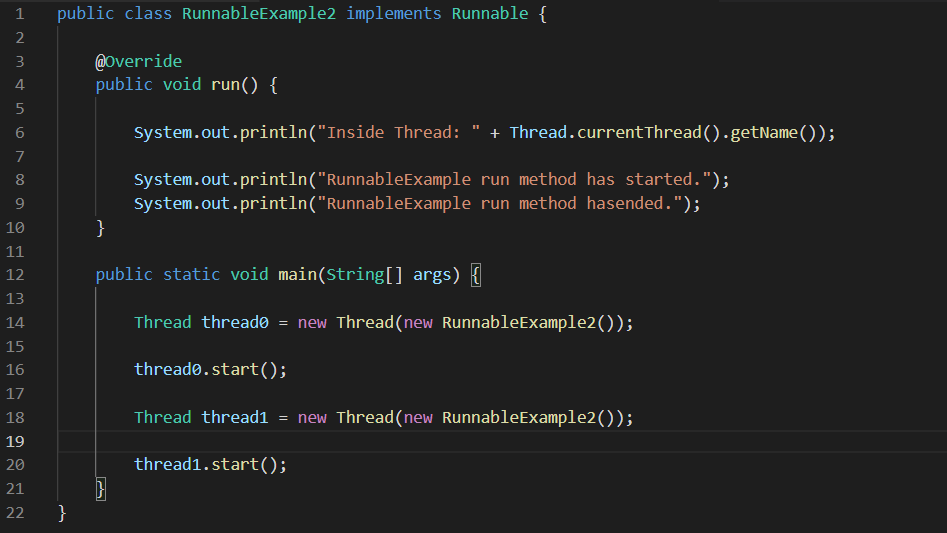 1 public class RunnableExample2 implements Runnable {
2
3 @Override
4 public void run() {
5
6 System.out.println("Inside Thread: " + Thread.currentThread().getName());
7
8 System.out.println("RunnableExample run method has started.");
9 System.out.println("RunnableExample run method hasended.");
10 }
11
12 public static void main(String[] args) {
13
14 Thread thread0 = new Thread(new RunnableExample2());
15
16 thread0.start();
17
18 Thread thread1 = new Thread(new RunnableExample2());
19
20 thread1.start();
21 }
22 }